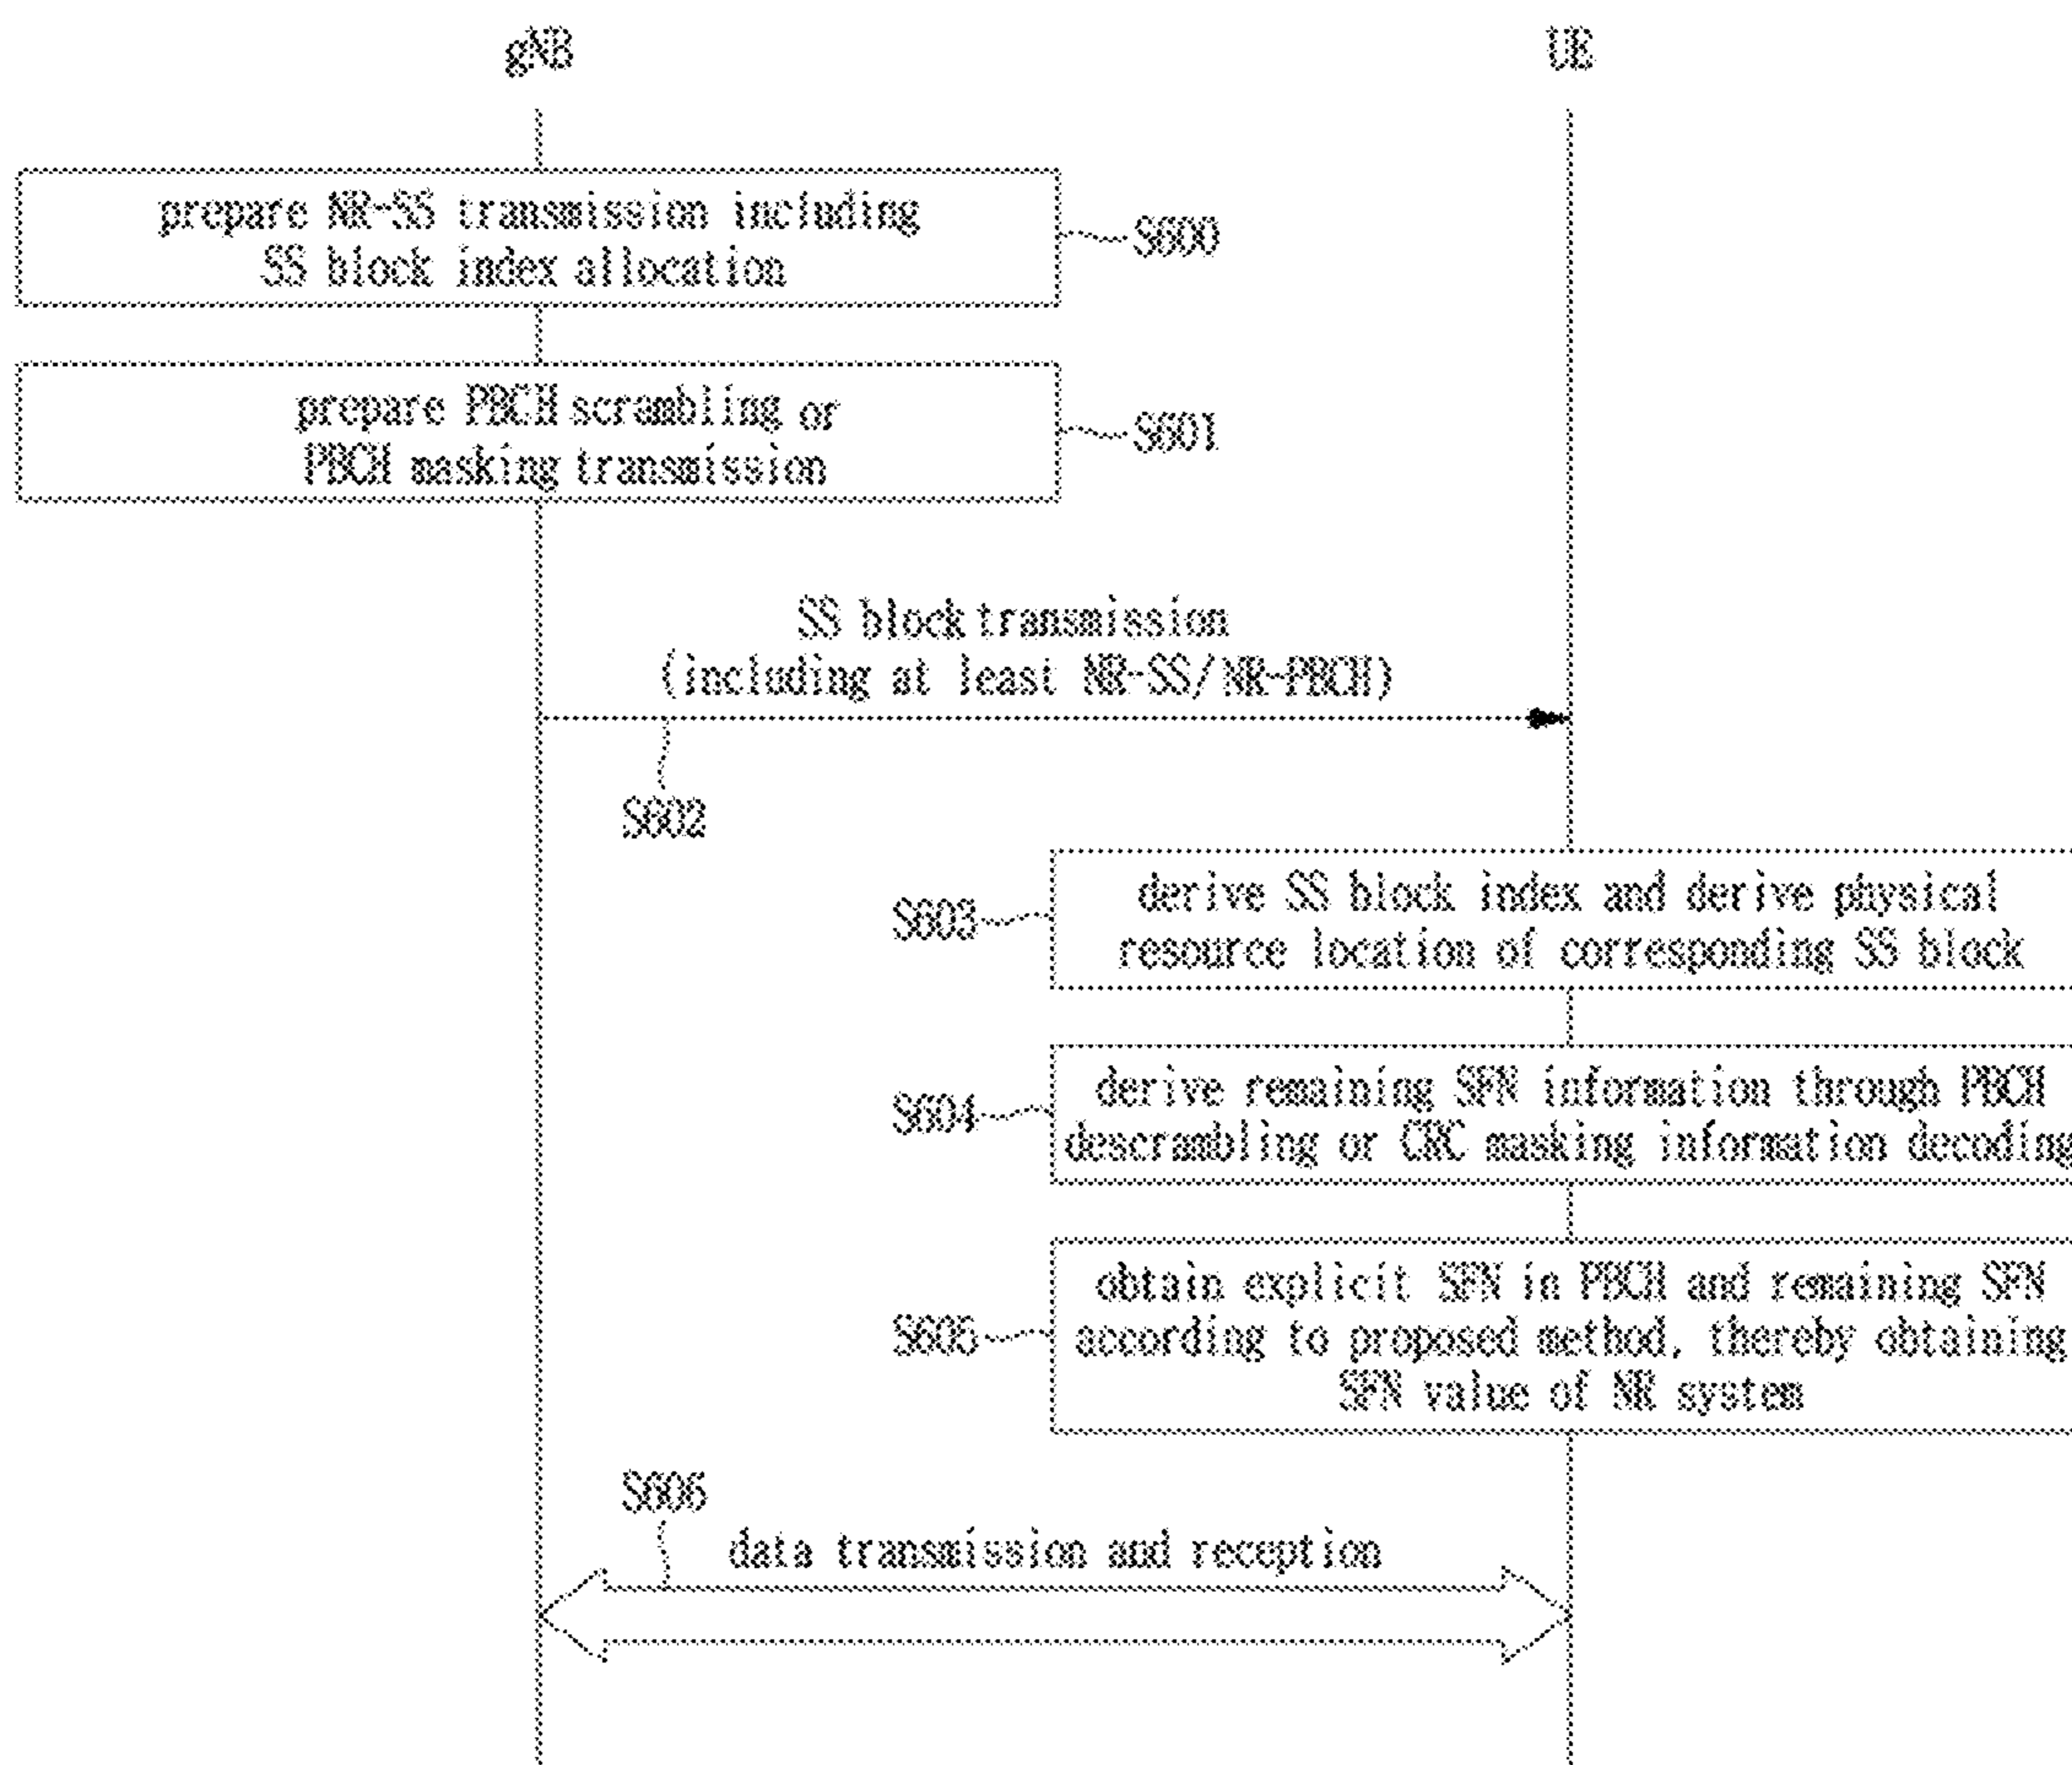 gNB
UE
prepare NR-SS transmission including
SS block index allocation
S600
prepare PBCH scrambling or
PBCH masking transmission
S601
SS block transmission
(including at least NR-SS/NR-PBCH)
S602
derive SS block index and derive physical
resource location of corresponding SS block
S603
derive remaining SFN information through PBCH
descrambling or CRC masking information decoding
S604
obtain explicit SFN in PBCH and remaining SFN
according to proposed method, thereby obtaining
SFN value of NR system
S605
S606
data transmission and reception